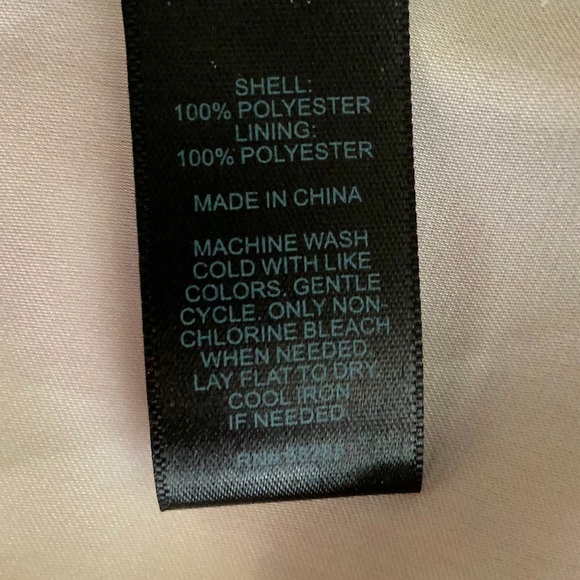 SHELL:
100% POLYESTER
LINING:
100% POLYESTER
MADE IN CHINA
MACHINE WASH
COLD WITH LIKE
COLORS. GENTLE
CYCLE. ONLY NON-
CHLORINE BLEACH
WHEN NEEDED.
LAY FLAT TO DRY.
COOL IRON
IF NEEDED.